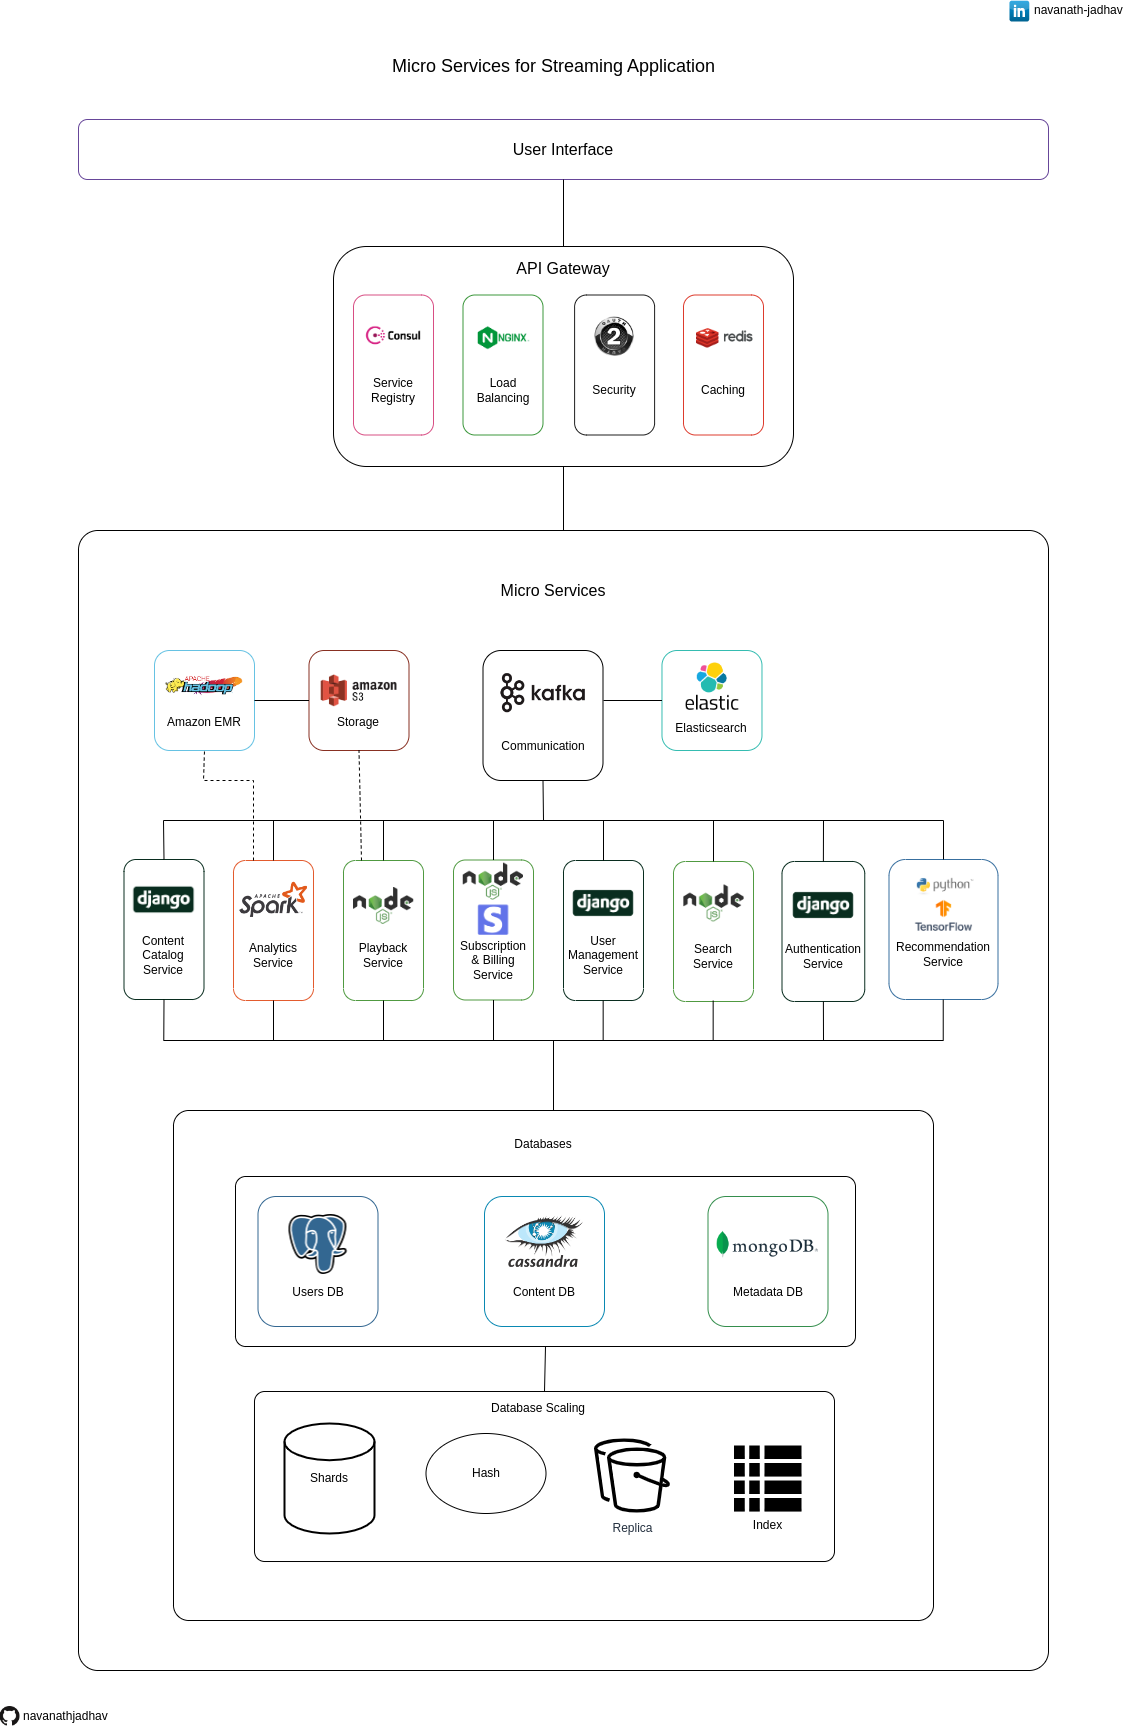 in navanath-jadhav
Micro Services for Streaming Application
User Interface
API Gateway
Consul
NGINX
OAUTH
2
redis
Service
Registry
Load
Balancing
Security
Caching
Micro Services
APACHE
hadoop
Amazon EMR
amazon
S3
Storage
kafka
Communication
elastic
Elasticsearch
django
Content
Catalog
Service
APACHE
Spark
Analytics
Service
node
JS
Playback
Service
node
JS
S
Subscription
& Billing
Service
django
User
Management
Service
node
JS
Search
Service
django
Authentication
Service
python
TensorFlow
Recommendation
Service
Databases
Users DB
cassandra
Content DB
mongoDB
Metadata DB
Database Scaling
Shards
Hash
Replica
Index
navanathjadhav